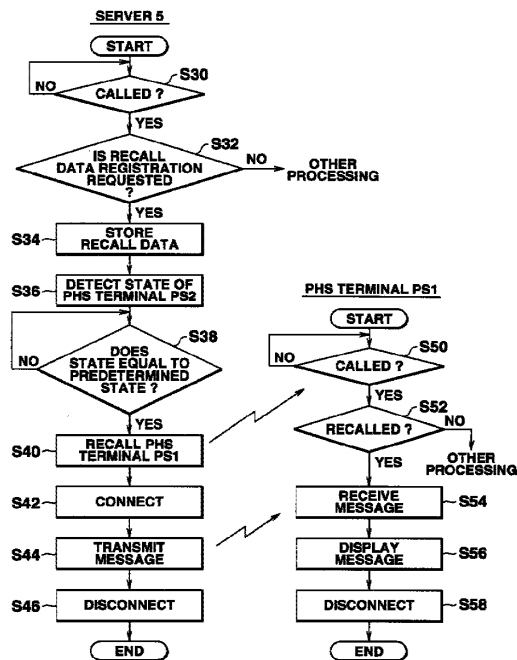 SERVER 5
START
S30
CALLED ?
NO
YES
S32
IS RECALL
DATA REGISTRATION
REQUESTED
?
NO
OTHER
PROCESSING
YES
S34
STORE
RECALL DATA
S36
DETECT STATE OF
PHS TERMINAL PS2
S38
DOES
STATE EQUAL TO
PREDETERMINED
STATE ?
NO
YES
S40
RECALL PHS
TERMINAL PS1
S42
CONNECT
S44
TRANSMIT
MESSAGE
S46
DISCONNECT
END
PHS TERMINAL PS1
START
S50
CALLED ?
NO
YES
S52
RECALLED ?
NO
OTHER
PROCESSING
YES
RECEIVE
MESSAGE
S54
DISPLAY
MESSAGE
S56
DISCONNECT
S58
END